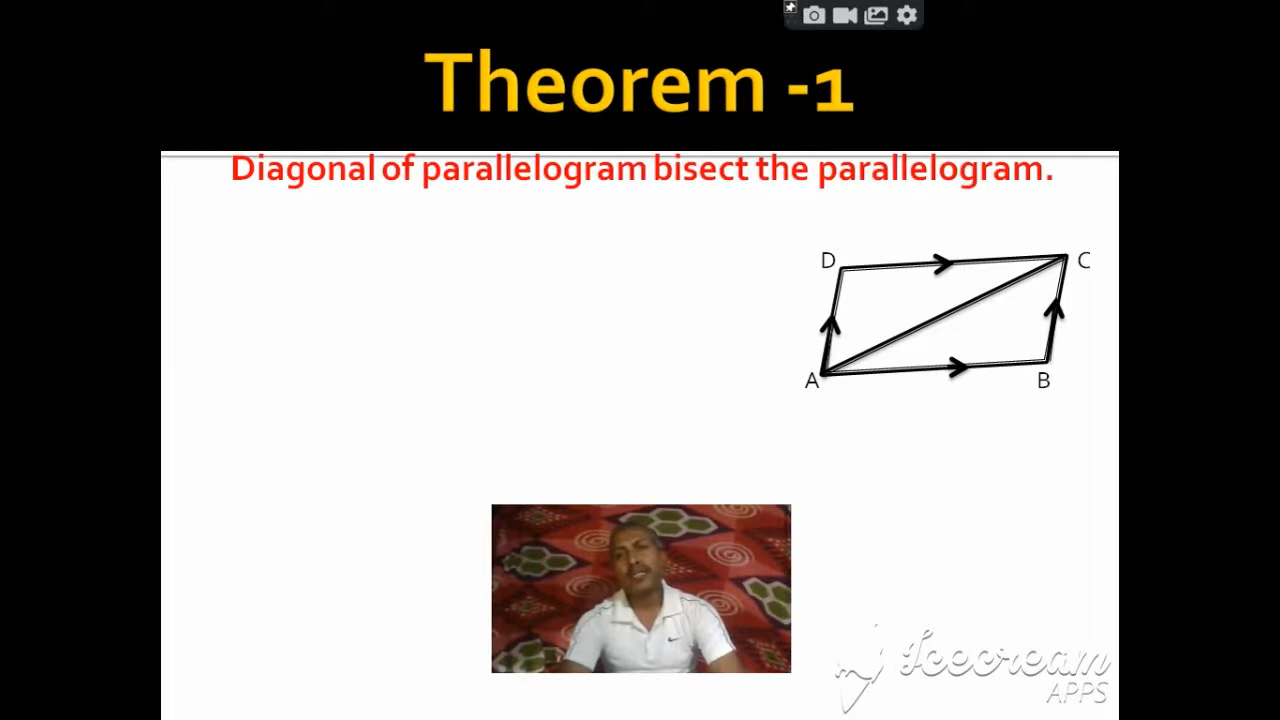 Theorem -1
Diagonal of parallelogram bisect the parallelogram.
D
C
A
B
Icecream
APPS